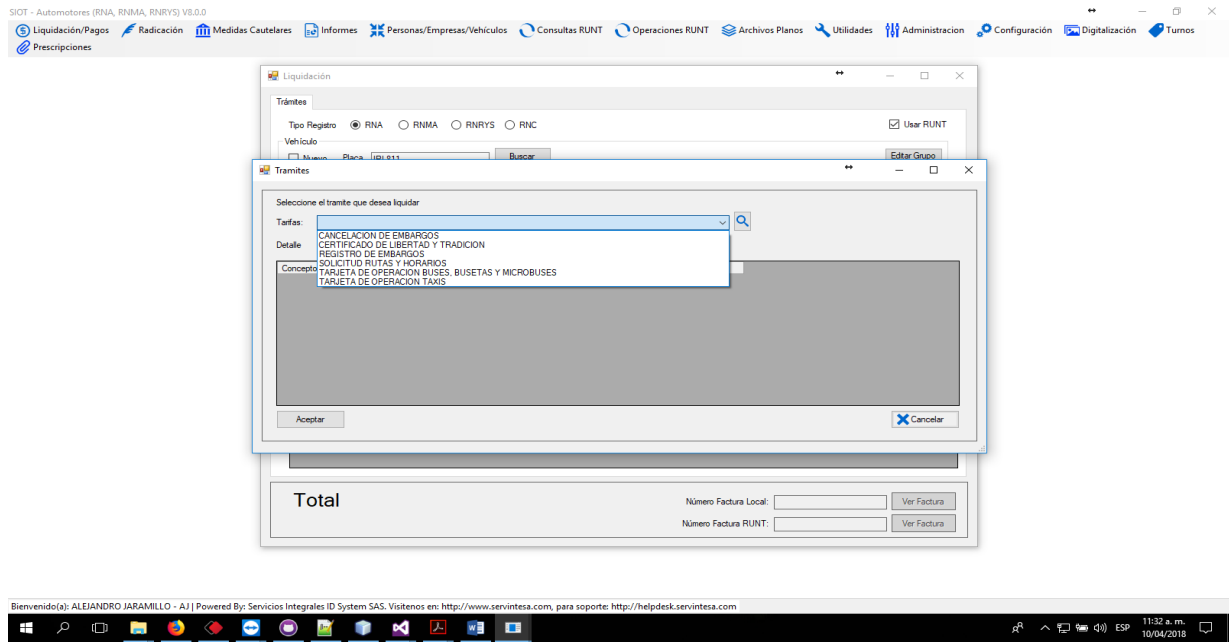 SIOT - Automotores (RNA, RNMA, RNRYS) V8.0.0
Liquidación/Pagos Radicación Medidas Cautelares Informes Personas/Empresas/Vehículos Consultas RUNT Operaciones RUNT Archivos Planos Utilidades Administracion Configuración Digitalización Turnos
Prescripciones
Liquidación
Trámites
Tipo Registro RNA RNMA RNRYS RNC Usar RUNT
Vehículo
Nuevo Placa Buscar Editar Grupo
Tramites
Seleccione el tramite que desea liquidar
Tarifas:
CANCELACION DE EMBARGOS
Detalle CERTIFICADO DE LIBERTAD Y TRADICION
REGISTRO DE EMBARGOS
SOLICITUD RUTAS Y HORARIOS
Concepto TARJETA DE OPERACION BUSES, BUSETAS Y MICROBUSES
TARJETA DE OPERACION TAXIS
Aceptar Cancelar
Total Número Factura Local: Ver Factura
Número Factura RUNT: Ver Factura
Bienvenido(a): ALEJANDRO JARAMILLO - AJ | Powered By: Servicios Integrales ID System SAS. Visitenos en: http://www.servintesa.com, para soporte: http://helpdesk.servintesa.com
ESP 11:32 a. m.
10/04/2018